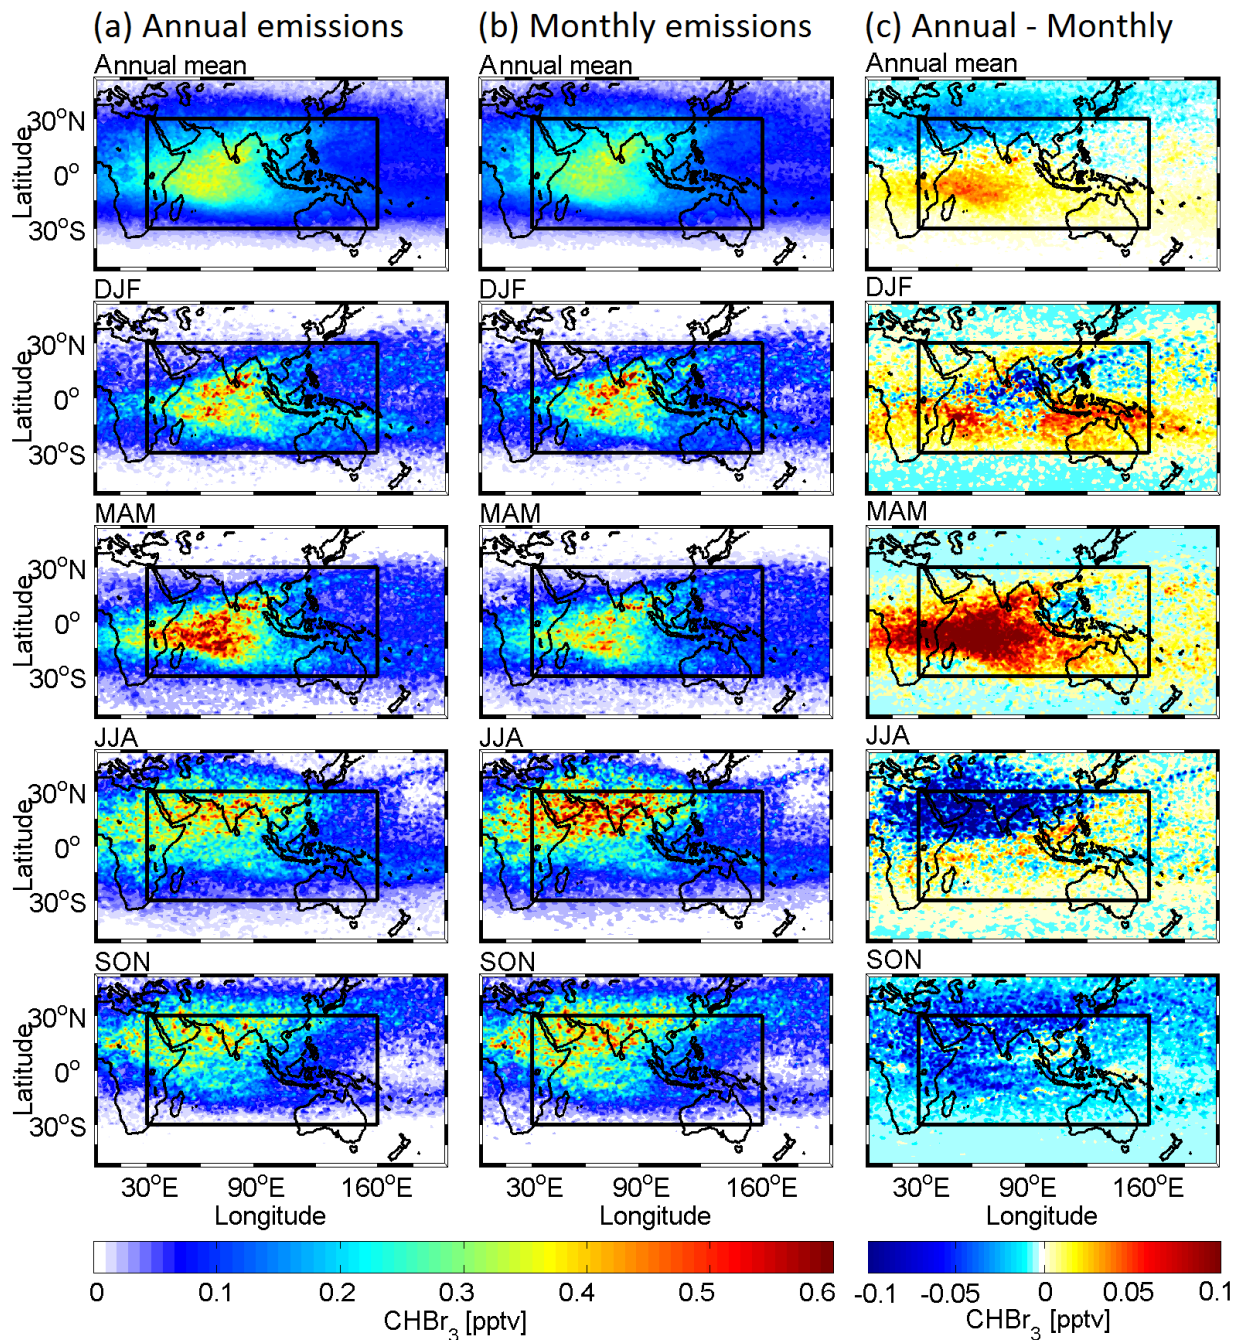 (a) Annual emissions
(b) Monthly emissions
(c) Annual - Monthly
Annual mean
Annual mean
Annual mean
Latitude
30°N
0°
30°S
DJF
DJF
DJF
Latitude
30°N
0°
30°S
MAM
MAM
MAM
Latitude
30°N
0°
30°S
JJA
JJA
JJA
Latitude
30°N
0°
30°S
SON
SON
SON
Latitude
30°N
0°
30°S
30°E 90°E 160°E
30°E 90°E 160°E
30°E 90°E 160°E
Longitude
Longitude
Longitude
0 0.1 0.2 0.3 0.4 0.5 0.6
CHBr₃ [pptv]
-0.1 -0.05 0 0.05 0.1
CHBr₃ [pptv]